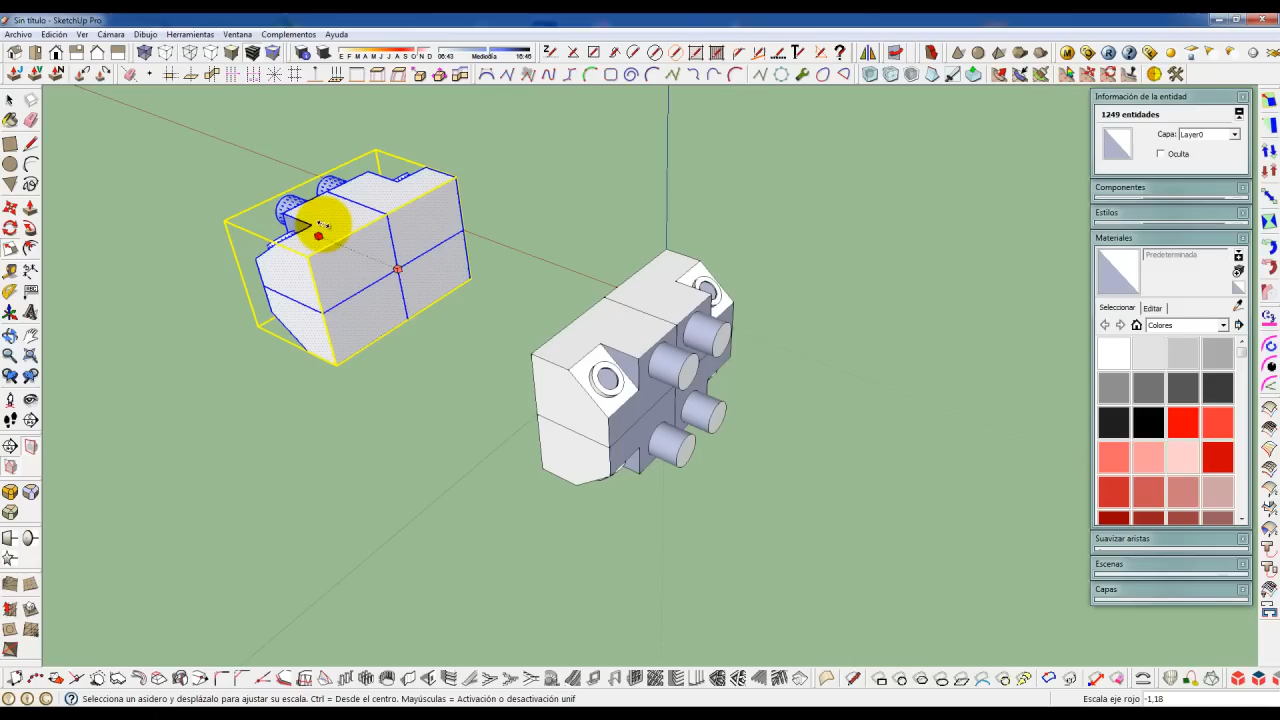 Sin título - SketchUp Pro
Archivo Edición Ver Cámara Dibujo Herramientas Ventana Complementos Ayuda
E F M A M J J A S O N D 06:43 Mediodía 16:46
Información de la entidad
1249 entidades
Capa: Layer0
Oculta
Componentes
Estilos
Materiales
Predeterminada
Seleccionar Editar
Colores
Suavizar aristas
Escenas
Capas
Selecciona un asidero y desplázalo para ajustar su escala. Ctrl = Desde el centro. Mayúsculas = Activación o desactivación unif
Escala eje rojo -1,18